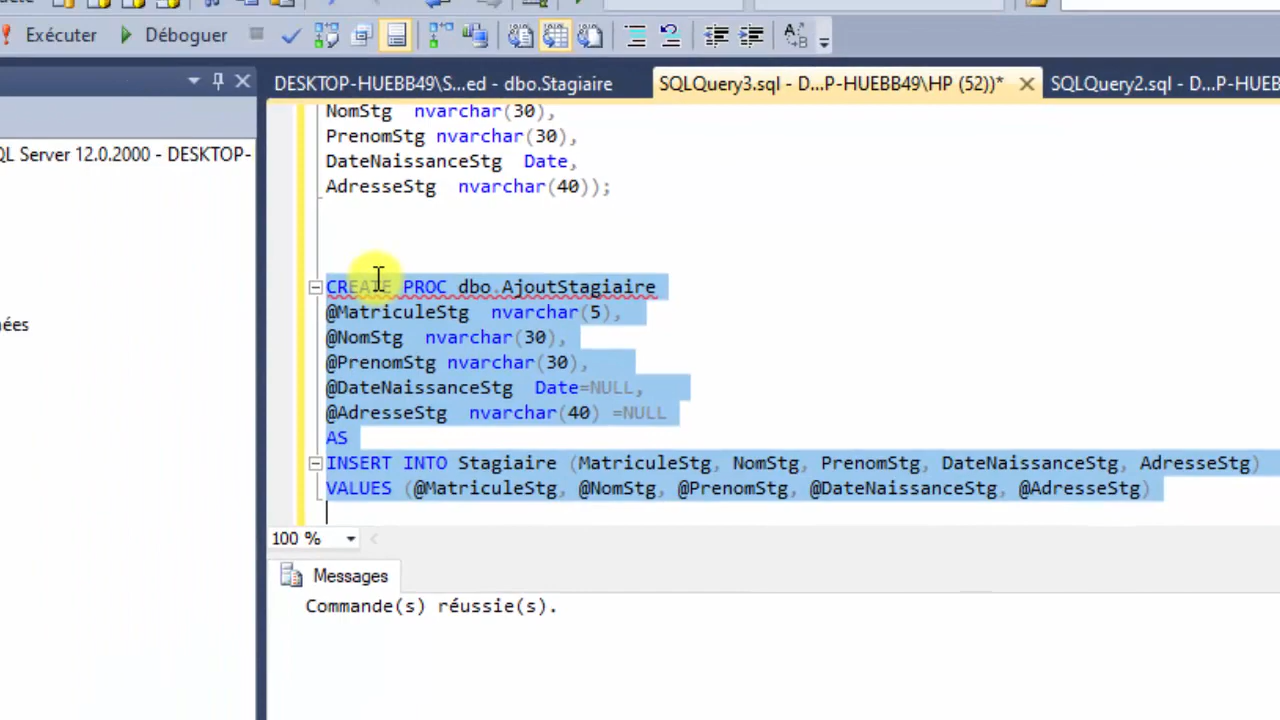 Exécuter Déboguer
DESKTOP-HUEBB49\S...ed - dbo.Stagiaire SQLQuery3.sql - D...P-HUEBB49\HP (52))* SQLQuery2.sql - D...P-HUEBB
NomStg nvarchar(30),
PrenomStg nvarchar(30),
DateNaissanceStg Date,
AdresseStg nvarchar(40));
QL Server 12.0.2000 - DESKTOP-
ées
CREATE PROC dbo.AjoutStagiaire
@MatriculeStg nvarchar(5),
@NomStg nvarchar(30),
@PrenomStg nvarchar(30),
@DateNaissanceStg Date=NULL,
@AdresseStg nvarchar(40) =NULL
AS
INSERT INTO Stagiaire (MatriculeStg, NomStg, PrenomStg, DateNaissanceStg, AdresseStg)
VALUES (@MatriculeStg, @NomStg, @PrenomStg, @DateNaissanceStg, @AdresseStg)
100 %
Messages
Commande(s) réussie(s).